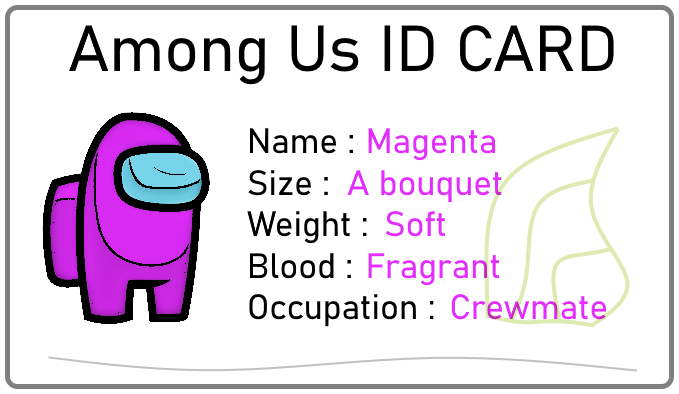 Among Us ID CARD
Name : Magenta
Size : A bouquet
Weight : Soft
Blood : Fragrant
Occupation : Crewmate